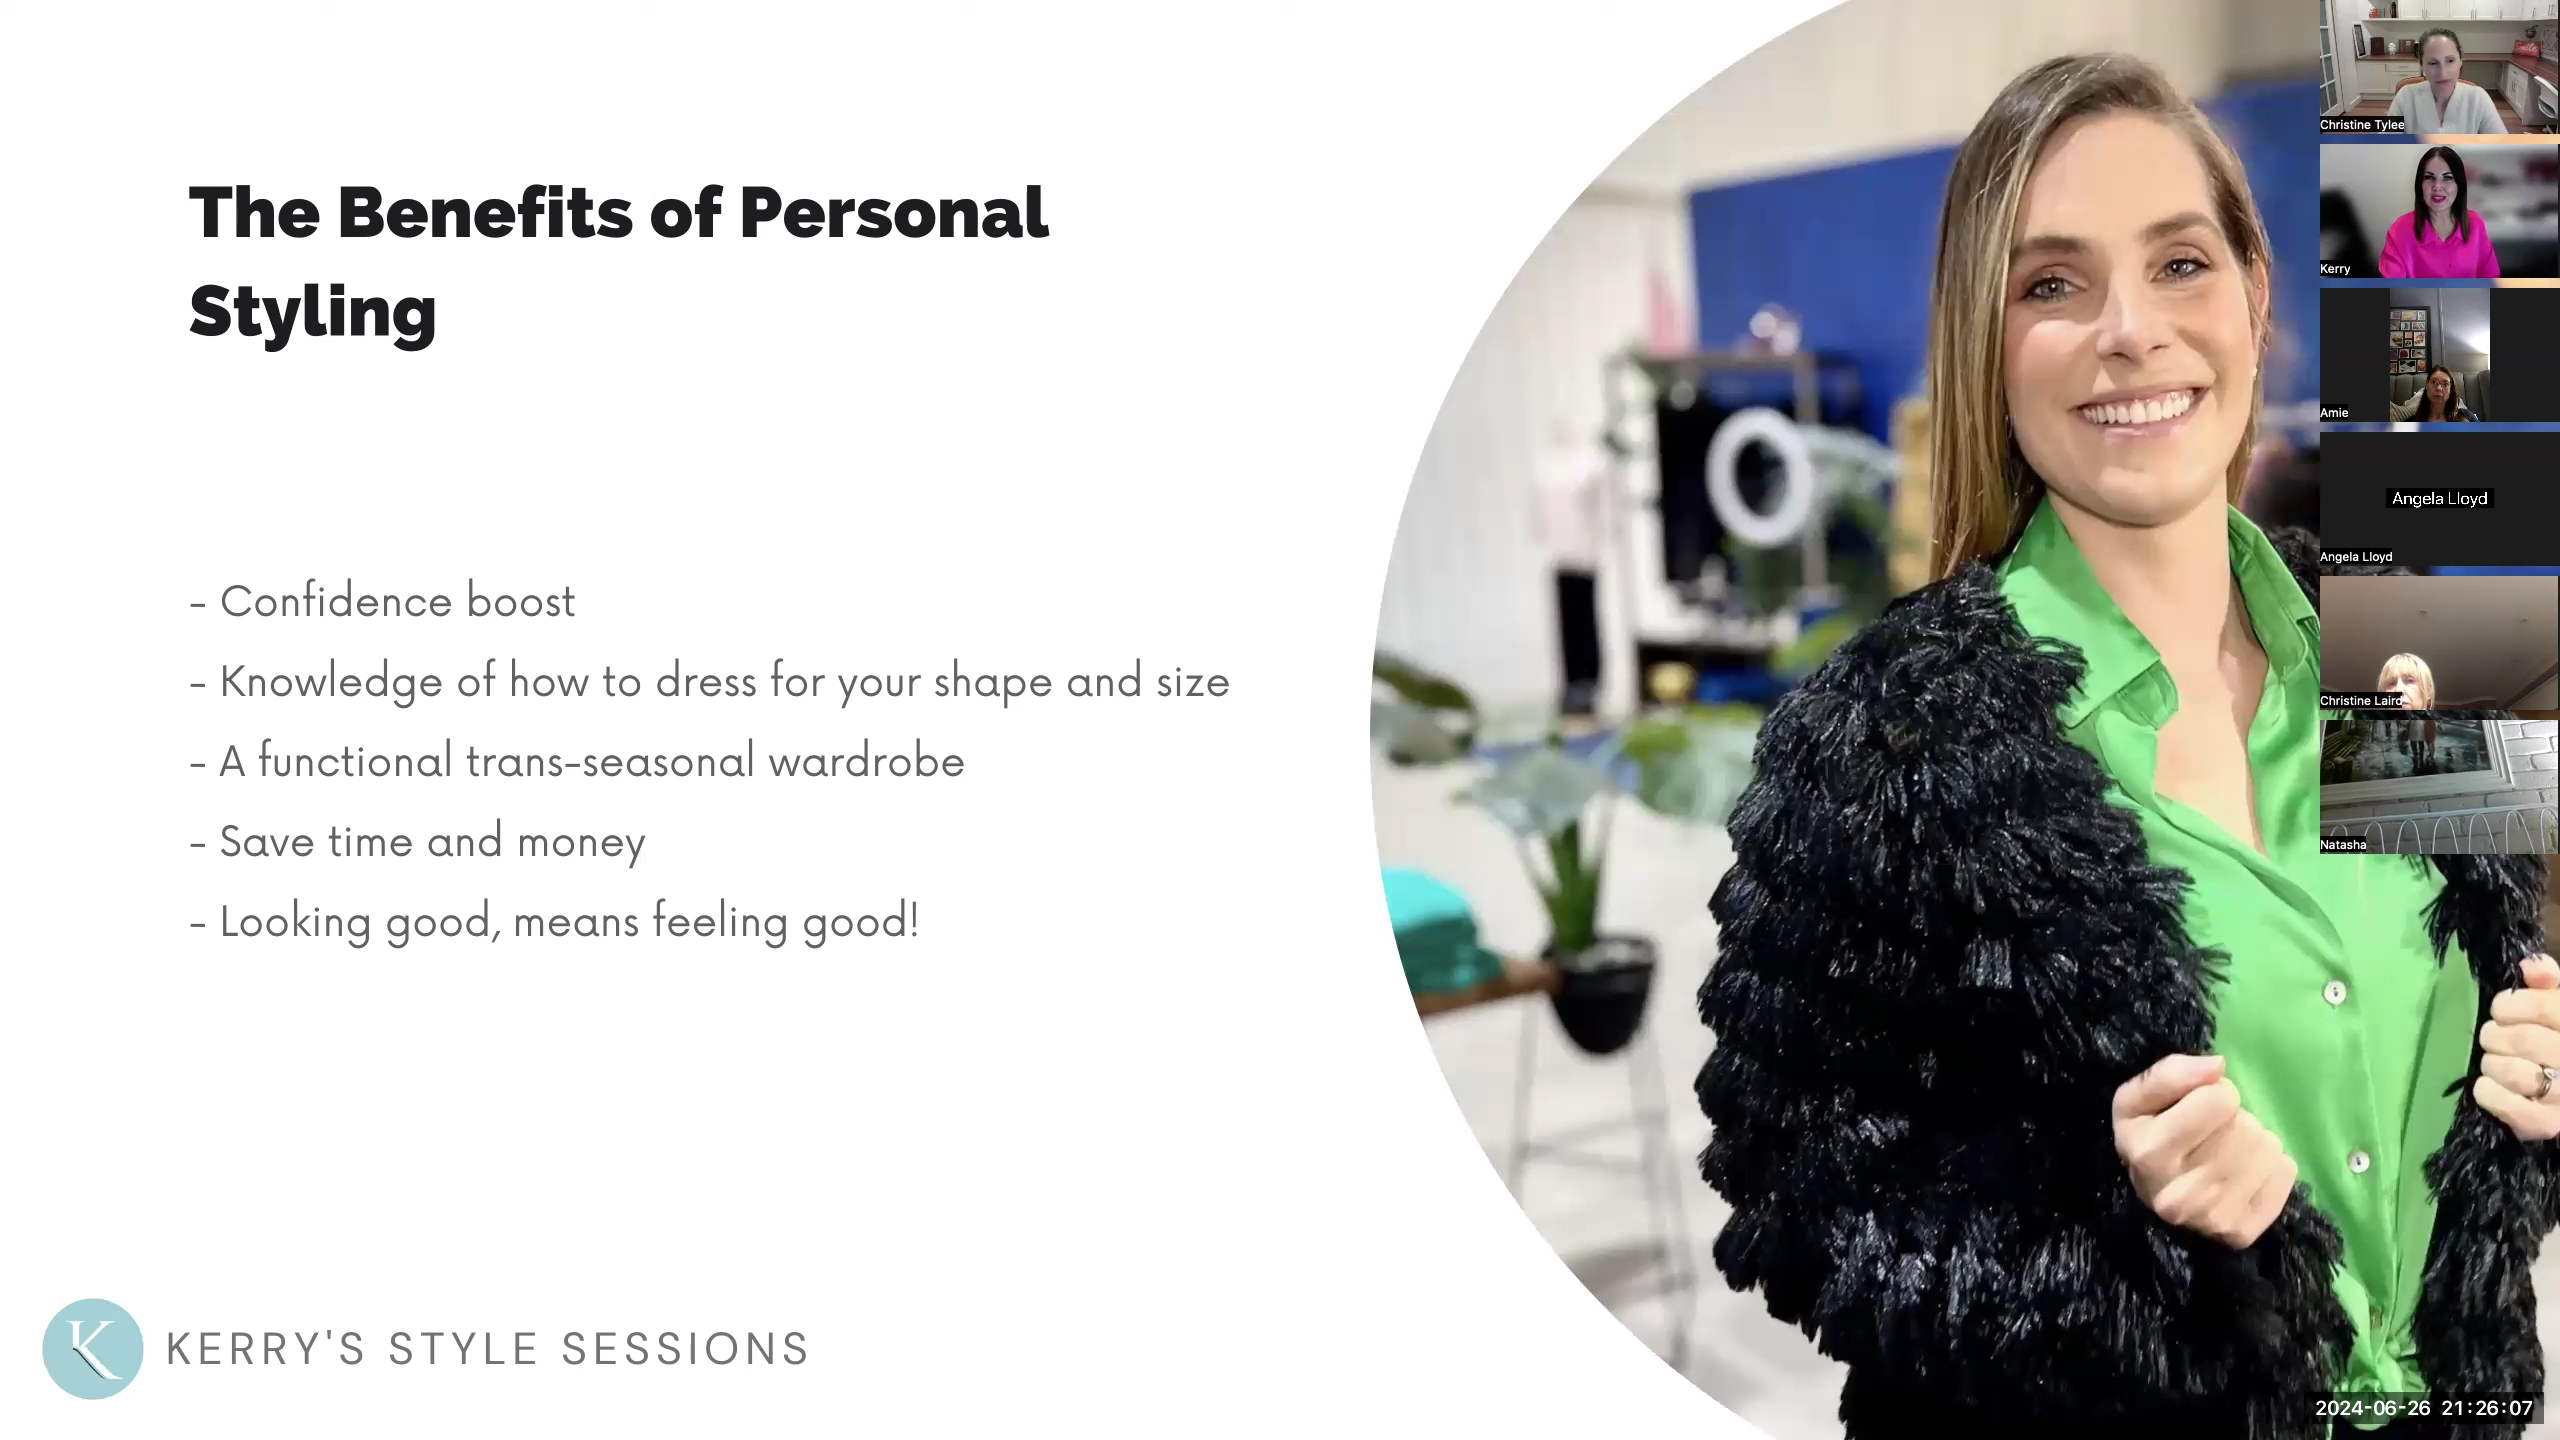 The Benefits of Personal
Styling
- Confidence boost
- Knowledge of how to dress for your shape and size
- A functional trans-seasonal wardrobe
- Save time and money
- Looking good, means feeling good!
K
KERRY'S STYLE SESSIONS
Christine Tylee
Kerry
Amie
Angela Lloyd
Angela Lloyd
Christine Laird
Natasha
2024-06-26 21:26:07